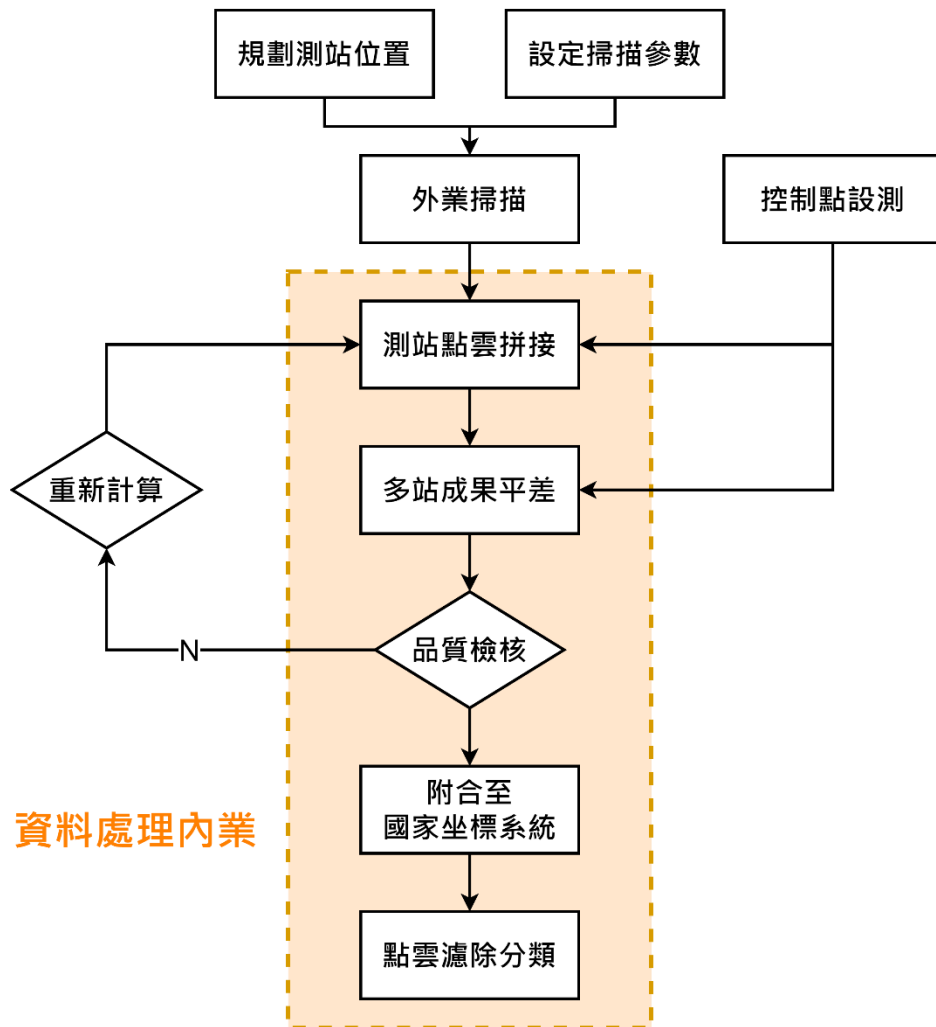 規劃測站位置
設定掃描參數
外業掃描
控制點設測
測站點雲拼接
重新計算
多站成果平差
品質檢核
N
附合至
國家坐標系統
資料處理內業
點雲濾除分類